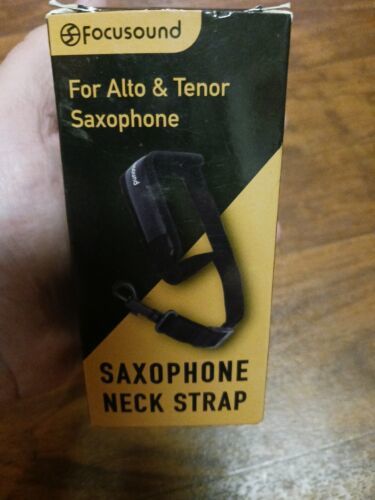 Focusound
For Alto & Tenor
Saxophone
SAXOPHONE
NECK STRAP